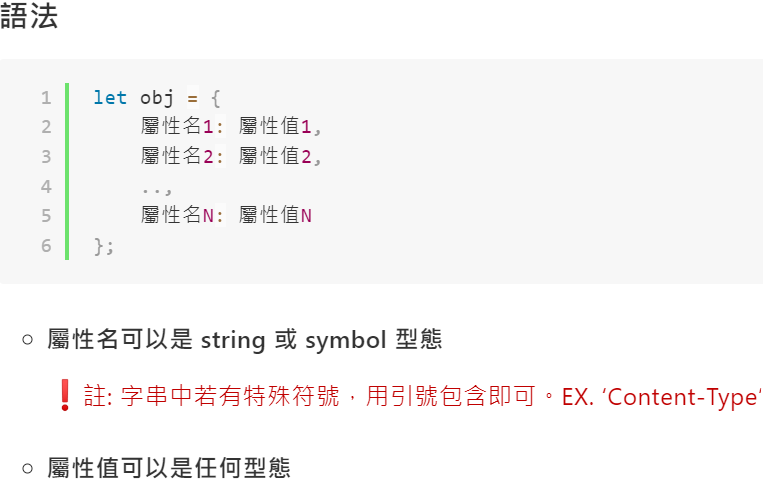 語法
1 let obj = {
2 屬性名1: 屬性值1,
3 屬性名2: 屬性值2,
4 ..,
5 屬性名N: 屬性值N
6 };
屬性名可以是 string 或 symbol 型態
❗註: 字串中若有特殊符號，用引號包含即可。EX. ‘Content-Type’
屬性值可以是任何型態